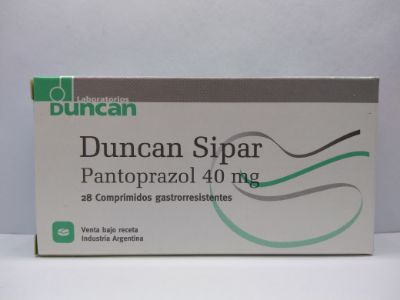 Laboratorios
Duncan
Duncan Sipar
Pantoprazol 40 mg
28 Comprimidos gastrorresistentes
Venta bajo receta
Industria Argentina